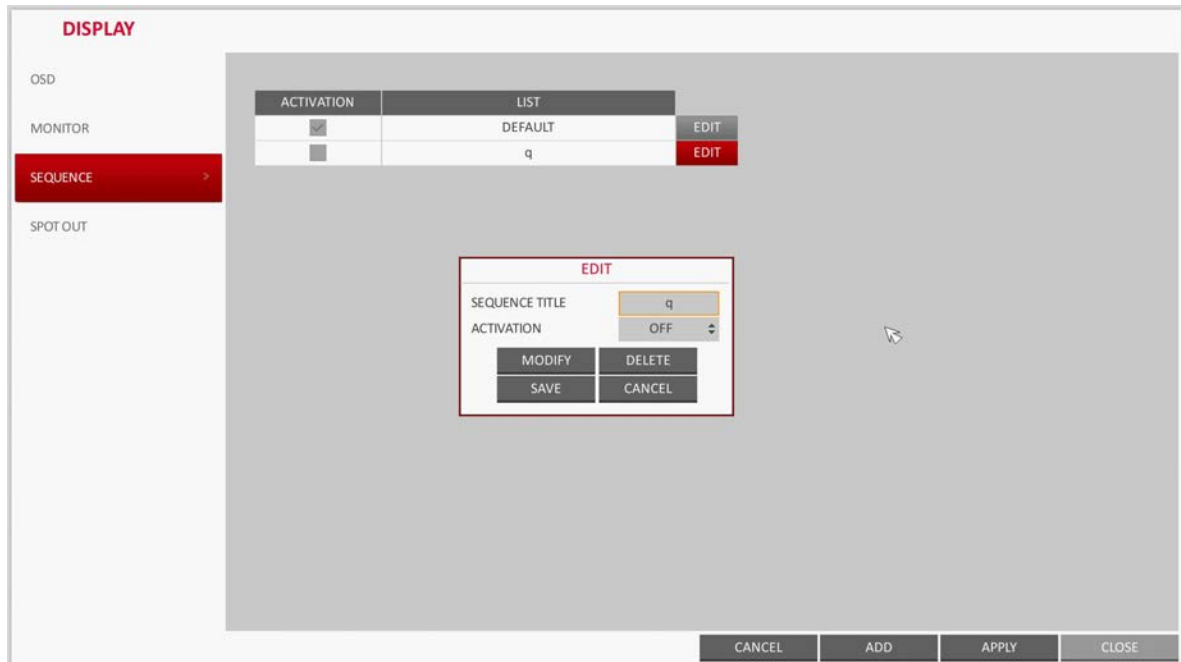 DISPLAY
OSD
MONITOR
SEQUENCE >
SPOT OUT
ACTIVATION LIST
DEFAULT EDIT
q EDIT
EDIT
SEQUENCE TITLE q
ACTIVATION OFF
MODIFY DELETE
SAVE CANCEL
CANCEL ADD APPLY CLOSE